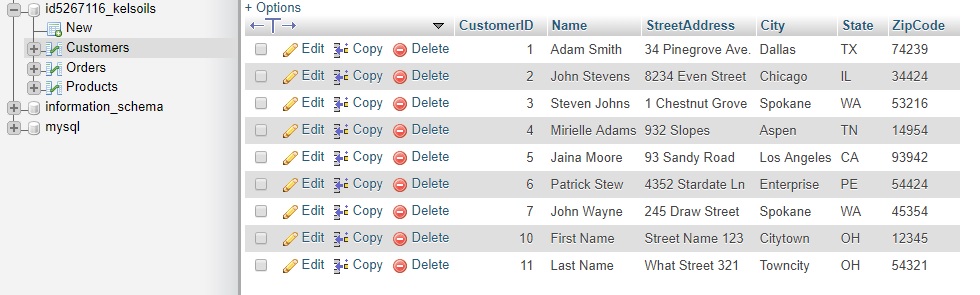 id5267116_kelsoils
New
Customers
Orders
Products
information_schema
mysql
+ Options
←T→ CustomerID Name StreetAddress City State ZipCode
Edit Copy Delete 1 Adam Smith 34 Pinegrove Ave. Dallas TX 74239
Edit Copy Delete 2 John Stevens 8234 Even Street Chicago IL 34424
Edit Copy Delete 3 Steven Johns 1 Chestnut Grove Spokane WA 53216
Edit Copy Delete 4 Mirielle Adams 932 Slopes Aspen TN 14954
Edit Copy Delete 5 Jaina Moore 93 Sandy Road Los Angeles CA 93942
Edit Copy Delete 6 Patrick Stew 4352 Stardate Ln Enterprise PE 54424
Edit Copy Delete 7 John Wayne 245 Draw Street Spokane WA 45354
Edit Copy Delete 10 First Name Street Name 123 Citytown OH 12345
Edit Copy Delete 11 Last Name What Street 321 Towncity OH 54321